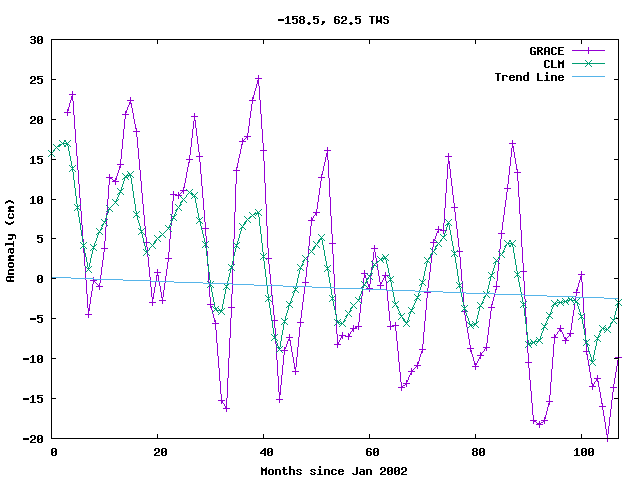 -158.5, 62.5 TWS
GRACE
CLM
Trend Line
30
25
20
15
10
5
0
-5
-10
-15
-20
Anomaly (cm)
0 20 40 60 80 100
Months since Jan 2002